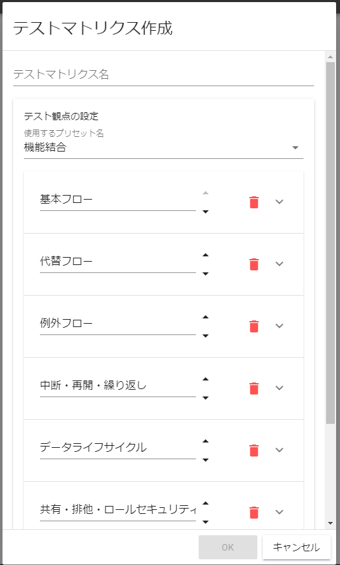 テストマトリクス作成
テストマトリクス名
テスト観点の設定
使用するプリセット名
機能結合
基本フロー
代替フロー
例外フロー
中断・再開・繰り返し
データライフサイクル
共有・排他・ロールセキュリティ
OK
キャンセル